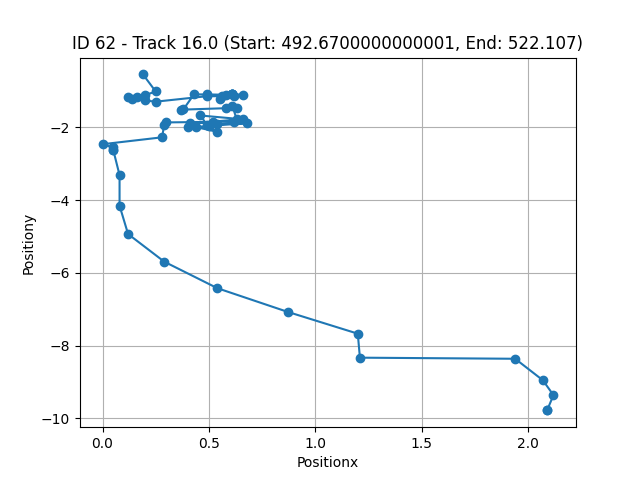 ID 62 - Track 16.0 (Start: 492.6700000000001, End: 522.107)
−2
−4
−6
−8
−10
Positiony
0.0 0.5 1.0 1.5 2.0
Positionx